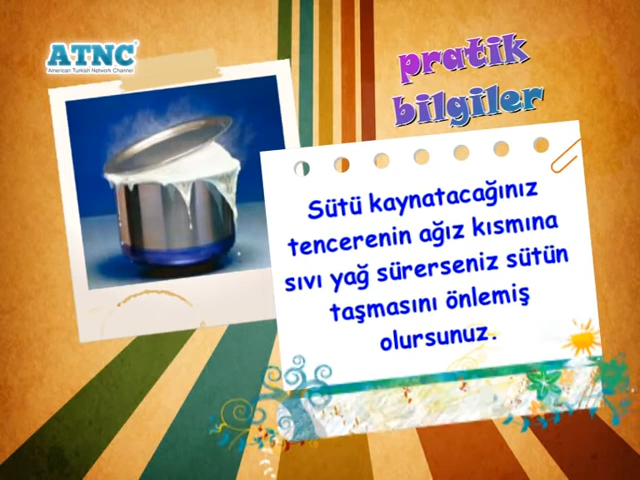 ATNC
American Turkish Network Channel
pratik
bilgiler
Sütü kaynatacağınız
tencerenin ağız kısmına
sıvı yağ sürerseniz sütün
taşmasını önlemiş
olursunuz.